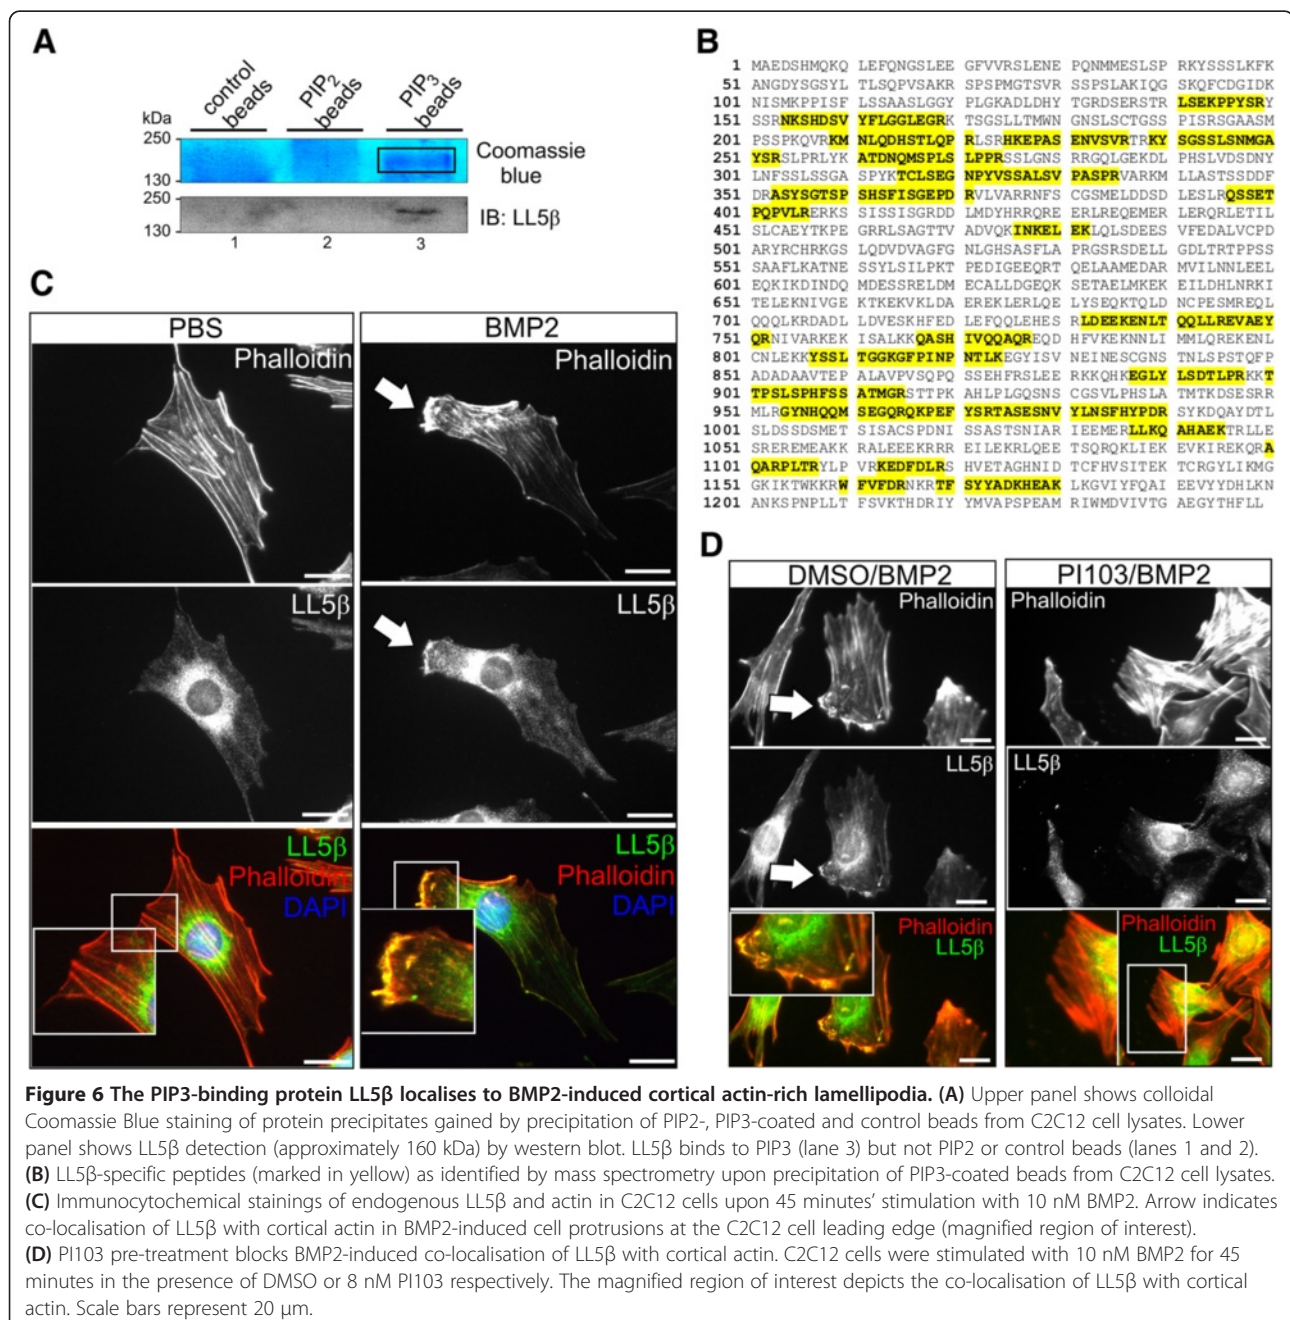 A
control beads
PIP2 beads
PIP3 beads
kDa
250
130
Coomassie blue
250
130
IB: LL5β
1 2 3
B
1 MAEDSHMQKQ LEFQNGSLEE GFVVRSLENE PQNMMESLSP RKYSSSLKFK
51 ANGDYSGSYL TLSQPVSAKR SPSPMGTSVR SSPSLAKIQG SKQFCDGIDK
101 NISMKPPISF LSSAASLGGY PLGKADLDHY TGRDSERSTR LSEKPPYSRY
151 SSRNKSHDSV YFLGGLEGRK TSGSLLTMWN GNSLSCTGSS PISRSGAASM
201 PSSPKQVRKM NLQDHSTLQP RLSRHKEPAS ENVSVRTRKY SGSSLSNMGA
251 YSRSLPRLYK ATDNQMSPLS LPPRSSLGNS RRGQLGEKDL PHSLVDSDNY
301 LNFSSLSSGA SPYKTCLSEG NPYVSSALSV PASPRVARKM LLASTSSDDF
351 DRASYSGTSP SHSFISGEPD RVLVARRNFS CGSMELDDSD LESLRQSSET
401 PQPVLRERKS SISSISGRDD LMDYHRRQRE ERLREQEMER LERQRLETIL
451 SLCAEYTKPE GRRLSAGTTV ADVQKINKEL EKLQLSDEES VFEDALVCPD
501 ARYRCHRKGS LQDVDVAGFG NLGHSASFLA PRGSRSDELL GDLTRTPPSS
551 SAAFLKATNE SSYLSILPKT PEDIGEEQRT QELAAMEDAR MVILNNLEEL
601 EQKIKDINDQ MDESSRELDM ECALLDGEQK SETAELMKEK EILDHLNRKI
651 TELEKNIVGE KTKEKVKLDA EREKLERLQE LYSEQKTQLD NCPESMREQL
701 QQQLKRDADL LDVESKHFED LEFQQLEHES RLDEEKENLT QQLLREVAEY
751 QRNIVARKEK ISALKKQASH IVQQAQREQD HFVKEKNNLI MMLQREKENL
801 CNLEKKYSSL TGGKGFPINP NTLKEGYISV NEINESCGNS TNLSPSTQFP
851 ADADAAVTEP ALAVPVSQPQ SSEHFRSLEE RKKQHKEGLY LSDTLPRKKT
901 TPSLSPHFSS ATMGRSTTPK AHLPLGQSNS CGSVLPHSLA TMTKDSESRR
951 MLRGYNHQQM SEGQRQKPEF YSRTASESNV YLNSFHYPDR SYKDQAYDTL
1001 SLDSSDSMET SISACSPDNI SSASTSNIAR IEEMERLLKQ AHAEKTRLLE
1051 SREREMEAKK RALEEEKRRR EILEKRLQEE TSQRQKLIEK EVKIREKQRA
1101 QARPLTRYLP VRKEDFDLRS HVETAGHNID TCFHVSITEK TCRGYLIKMG
1151 GKIKTWKKRW FVFDRNKRTF SYYADKHEAK LKGVIYFQAI EEVYYDHLKN
1201 ANKSPNPLLT FSVKTHDRIY YMVAPSPEAM RIWMDVIVTG AEGYTHFLL
C
PBS BMP2
Phalloidin Phalloidin
LL5β LL5β
LL5β LL5β
Phalloidin Phalloidin
DAPI DAPI
D
DMSO/BMP2 PI103/BMP2
Phalloidin Phalloidin
LL5β LL5β
Phalloidin Phalloidin
LL5β LL5β
Figure 6 The PIP3-binding protein LL5β localises to BMP2-induced cortical actin-rich lamellipodia. (A) Upper panel shows colloidal
Coomassie Blue staining of protein precipitates gained by precipitation of PIP2-, PIP3-coated and control beads from C2C12 cell lysates. Lower
panel shows LL5β detection (approximately 160 kDa) by western blot. LL5β binds to PIP3 (lane 3) but not PIP2 or control beads (lanes 1 and 2).
(B) LL5β-specific peptides (marked in yellow) as identified by mass spectrometry upon precipitation of PIP3-coated beads from C2C12 cell lysates.
(C) Immunocytochemical stainings of endogenous LL5β and actin in C2C12 cells upon 45 minutes’ stimulation with 10 nM BMP2. Arrow indicates
co-localisation of LL5β with cortical actin in BMP2-induced cell protrusions at the C2C12 cell leading edge (magnified region of interest).
(D) PI103 pre-treatment blocks BMP2-induced co-localisation of LL5β with cortical actin. C2C12 cells were stimulated with 10 nM BMP2 for 45
minutes in the presence of DMSO or 8 nM PI103 respectively. The magnified region of interest depicts the co-localisation of LL5β with cortical
actin. Scale bars represent 20 μm.